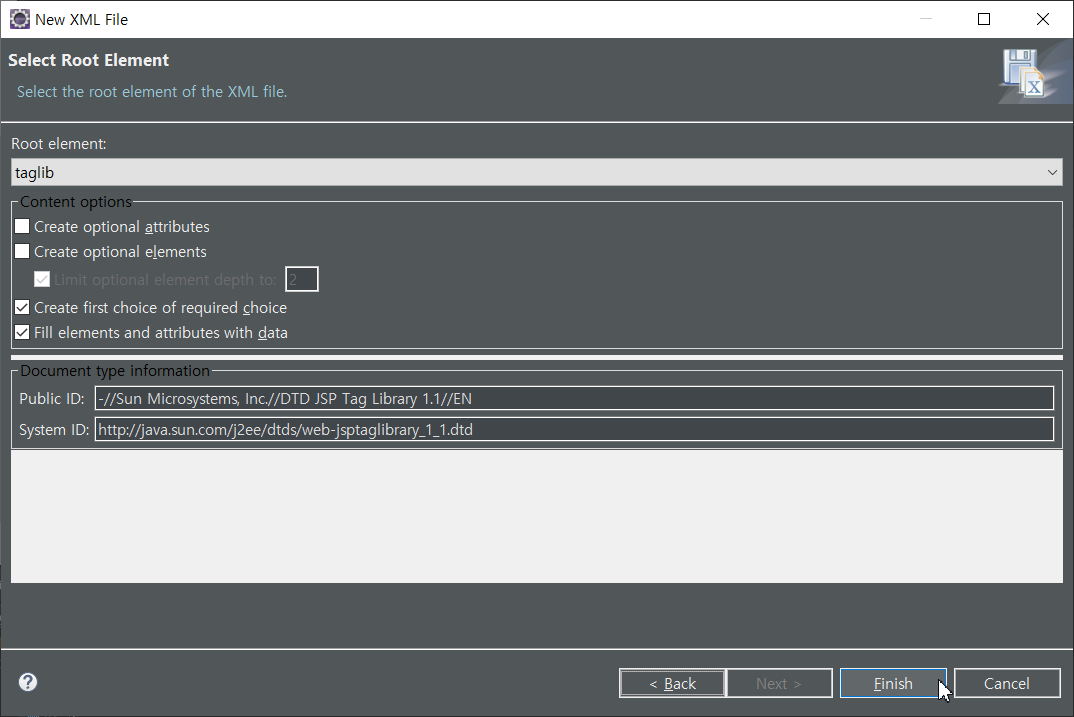 New XML File
Select Root Element
Select the root element of the XML file.
Root element:
taglib
Content options
Create optional attributes
Create optional elements
Limit optional element depth to: 2
Create first choice of required choice
Fill elements and attributes with data
Document type information
Public ID: -//Sun Microsystems, Inc.//DTD JSP Tag Library 1.1//EN
System ID: http://java.sun.com/j2ee/dtds/web-jsptaglibrary_1_1.dtd
? < Back Next > Finish Cancel